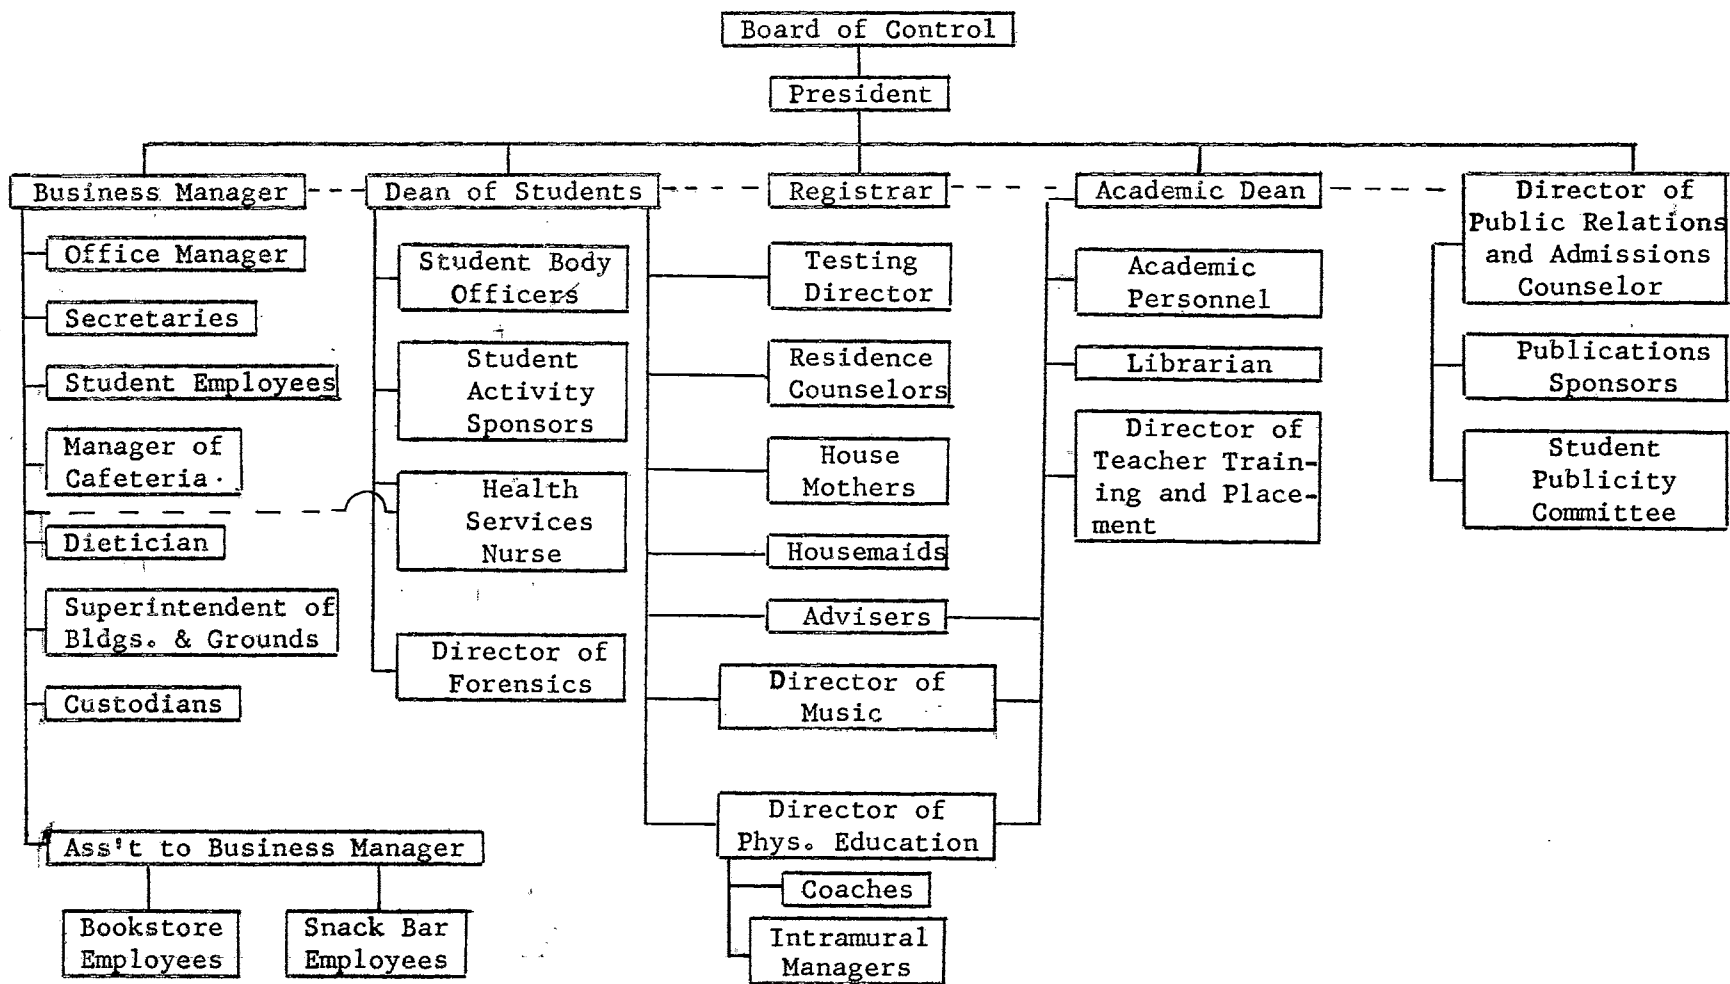 Board of Control
President
Business Manager
Dean of Students
Registrar
Academic Dean
Director of
Public Relations
and Admissions
Counselor
Office Manager
Secretaries
Student Employees
Manager of
Cafeteria
Dietician
Superintendent of
Bldgs. & Grounds
Custodians
Ass't to Business Manager
Bookstore
Employees
Snack Bar
Employees
Student Body
Officers
Student
Activity
Sponsors
Health
Services
Nurse
Director of
Forensics
Testing
Director
Residence
Counselors
House
Mothers
Housemaids
Advisers
Director of
Music
Director of
Phys. Education
Coaches
Intramural
Managers
Academic
Personnel
Librarian
Director of
Teacher Train-
ing and Place-
ment
Publications
Sponsors
Student
Publicity
Committee